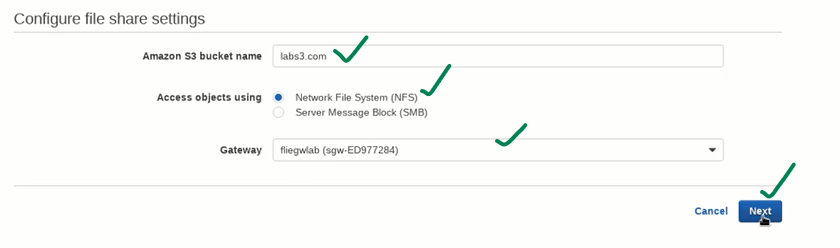 Configure file share settings
Amazon S3 bucket name labs3.com
Access objects using Network File System (NFS)
Server Message Block (SMB)
Gateway fliegwlab (sgw-ED977284)
Cancel Next